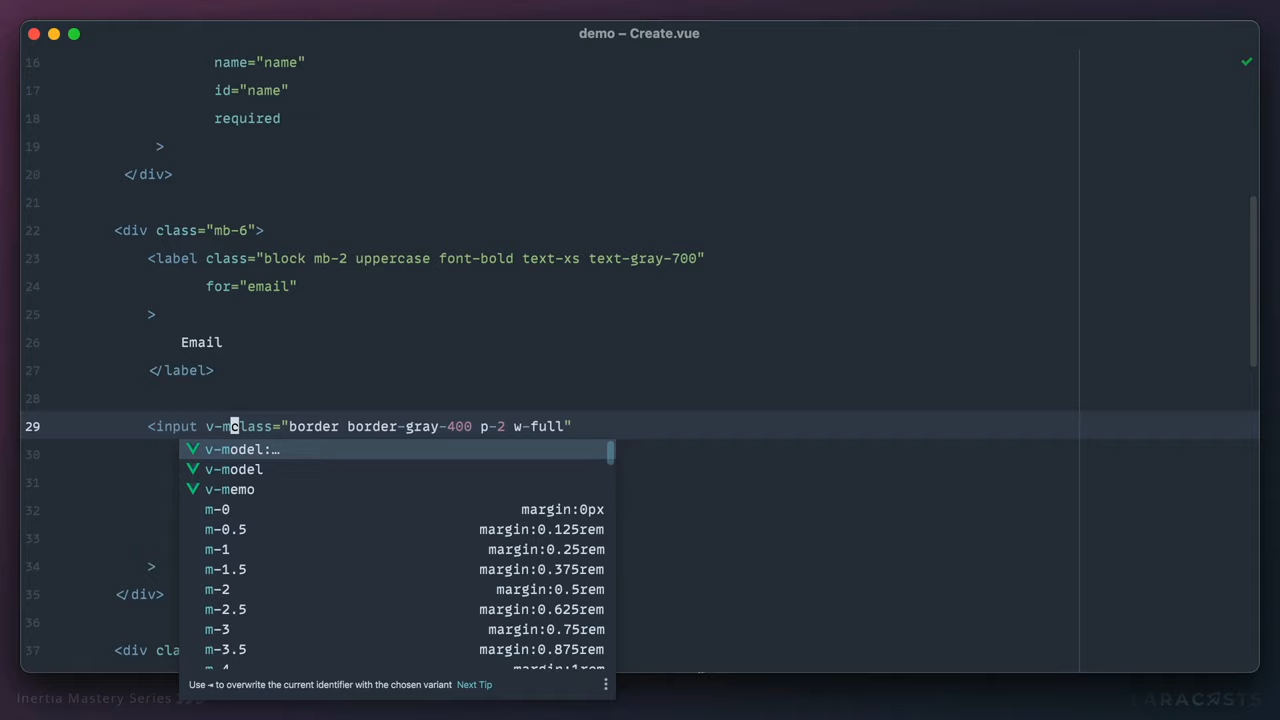 demo – Create.vue
16 name="name"
17 id="name"
18 required
19 >
20 </div>
21
22 <div class="mb-6">
23 <label class="block mb-2 uppercase font-bold text-xs text-gray-700"
24 for="email"
25 >
26 Email
27 </label>
28
29 <input v-mclass="border border-gray-400 p-2 w-full"
30
31
32
33
34 >
35 </div>
36
37 <div cla
v-model:…
v-model
v-memo
m-0 margin:0px
m-0.5 margin:0.125rem
m-1 margin:0.25rem
m-1.5 margin:0.375rem
m-2 margin:0.5rem
m-2.5 margin:0.625rem
m-3 margin:0.75rem
m-3.5 margin:0.875rem
m-4 margin:1rem
Use ⇥ to overwrite the current identifier with the chosen variant Next Tip
Inertia Mastery Series
LARACASTS